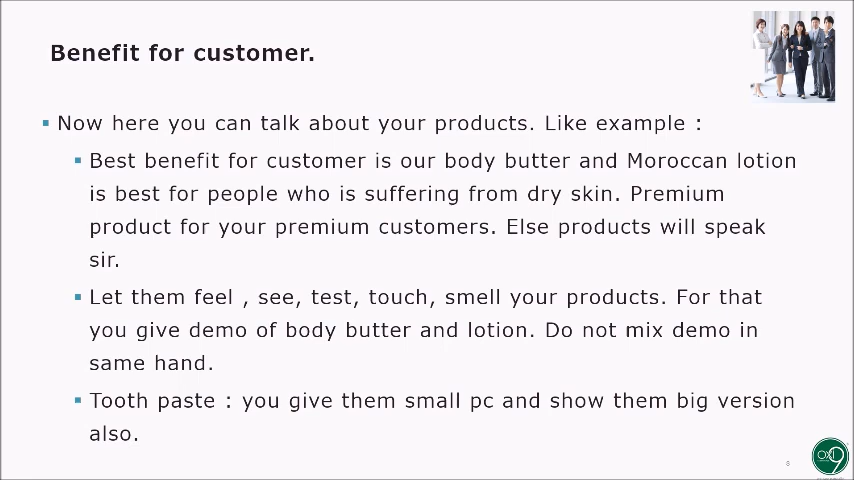 Benefit for customer.
Now here you can talk about your products. Like example :
Best benefit for customer is our body butter and Moroccan lotion
is best for people who is suffering from dry skin. Premium
product for your premium customers. Else products will speak
sir.
Let them feel , see, test, touch, smell your products. For that
you give demo of body butter and lotion. Do not mix demo in
same hand.
Tooth paste : you give them small pc and show them big version
also.
8